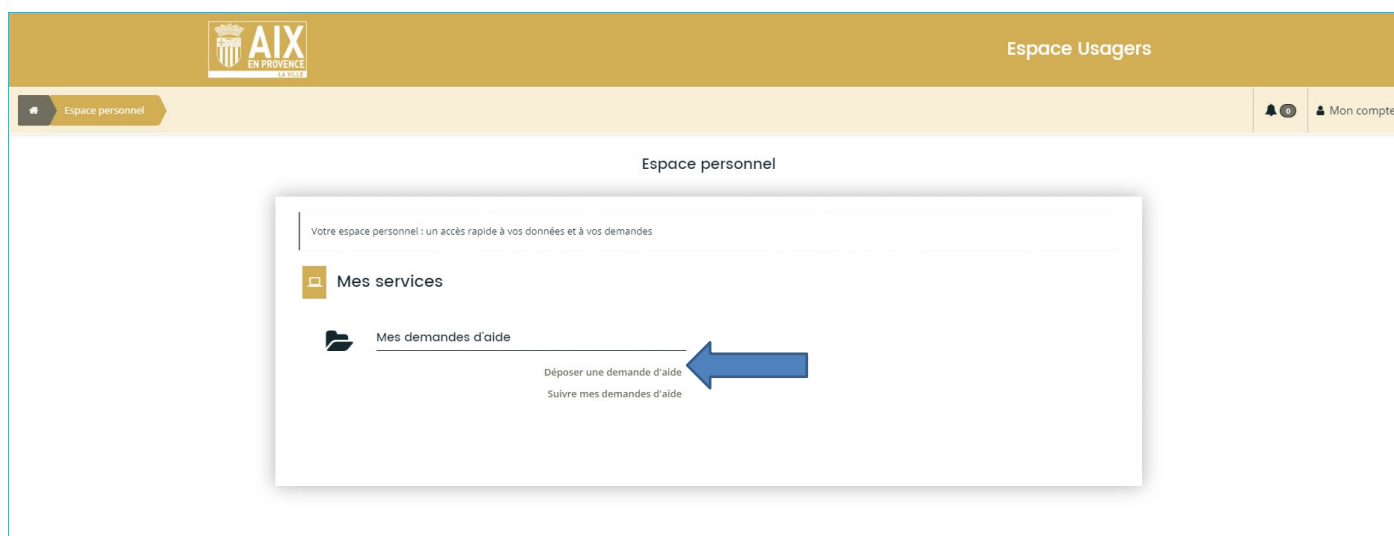 AIX
EN PROVENCE
LA VILLE
Espace Usagers
Espace personnel
0
Mon compte
Espace personnel
Votre espace personnel : un accès rapide à vos données et à vos demandes
Mes services
Mes demandes d'aide
Déposer une demande d'aide
Suivre mes demandes d'aide